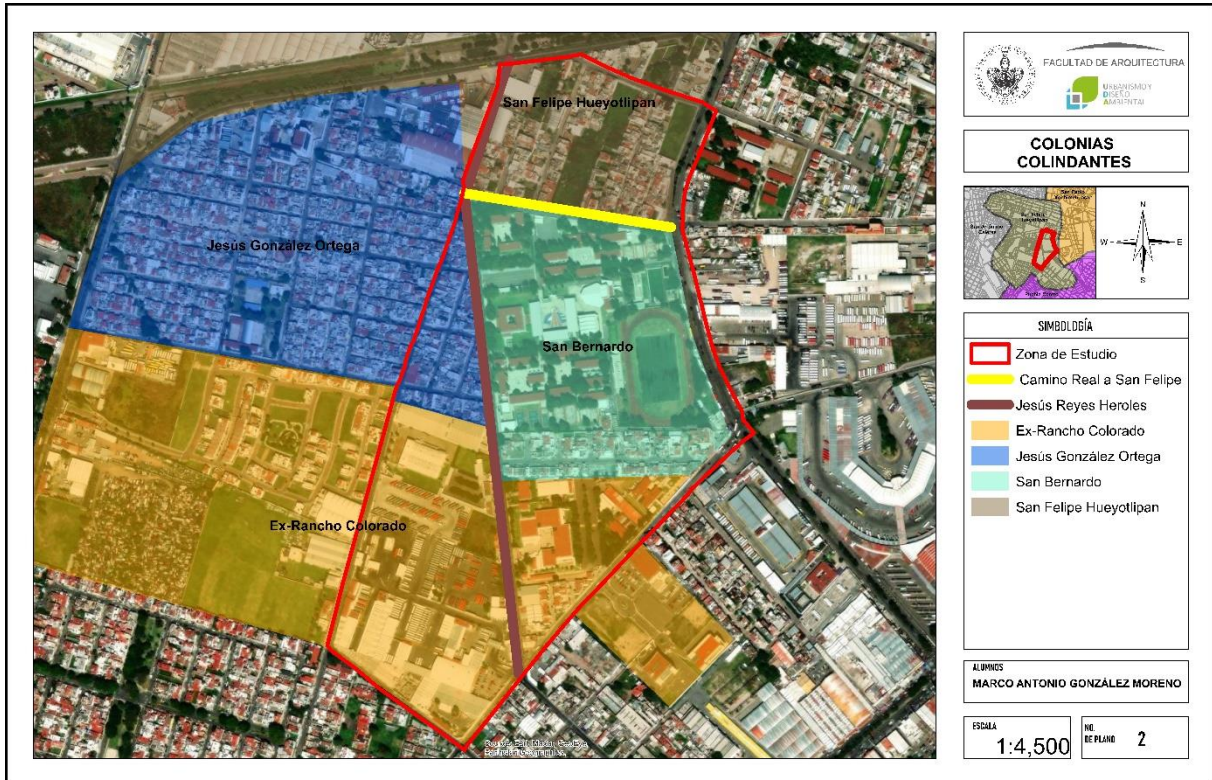 San Felipe Hueyotlipan
Jesús González Ortega
San Bernardo
Ex-Rancho Colorado
FACULTAD DE ARQUITECTURA
URBANISMO Y
DISEÑO
AMBIENTAL
COLONIAS
COLINDANTES
N
W
E
S
SIMBOLOGÍA
Zona de Estudio
Camino Real a San Felipe
Jesús Reyes Heroles
Ex-Rancho Colorado
Jesús González Ortega
San Bernardo
San Felipe Hueyotlipan
ALUMNOS
MARCO ANTONIO GONZÁLEZ MORENO
ESCALA
1:4,500
NO.
DE PLANO
2